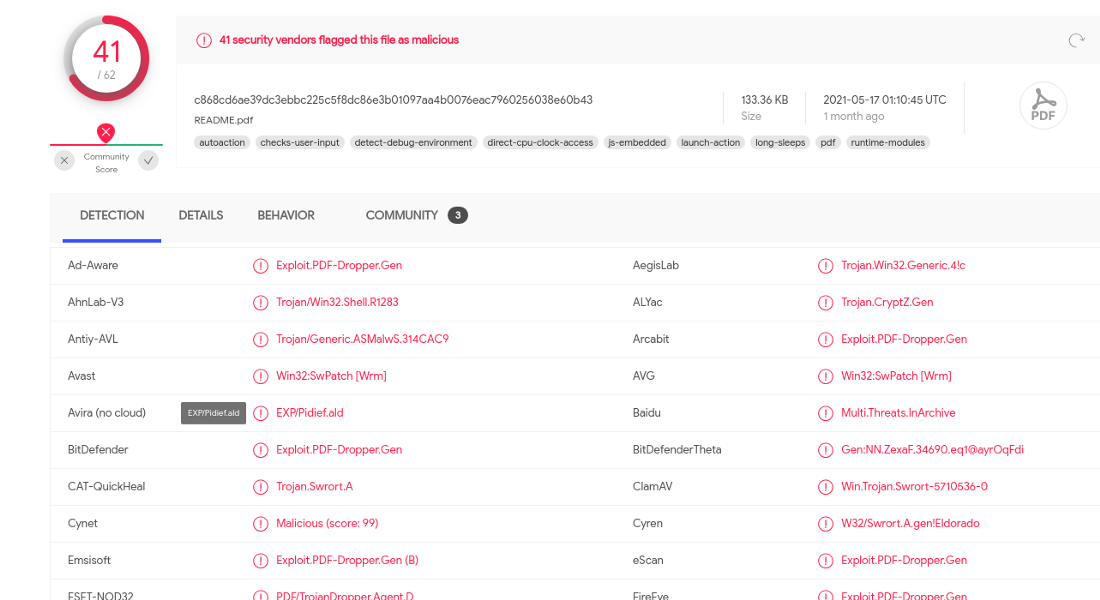 41
/ 62
Community
Score
41 security vendors flagged this file as malicious
c868cd6ae39dc3ebbc225c5f8dc86e3b01097aa4b0076eac7960256038e60b43
README.pdf
133.36 KB
Size
2021-05-17 01:10:45 UTC
1 month ago
PDF
autoaction checks-user-input detect-debug-environment direct-cpu-clock-access js-embedded launch-action long-sleeps pdf runtime-modules
DETECTION DETAILS BEHAVIOR COMMUNITY 3
Ad-Aware Exploit.PDF-Dropper.Gen AegisLab Trojan.Win32.Generic.4!c
AhnLab-V3 Trojan/Win32.Shell.R1283 ALYac Trojan.CryptZ.Gen
Antiy-AVL Trojan/Generic.ASMalwS.314CAC9 Arcabit Exploit.PDF-Dropper.Gen
Avast Win32:SwPatch [Wrm] AVG Win32:SwPatch [Wrm]
Avira (no cloud) EXP/Pidief.ald EXP/Pidief.ald Baidu Multi.Threats.InArchive
BitDefender Exploit.PDF-Dropper.Gen BitDefenderTheta Gen:NN.ZexaF.34690.eq1@ayrOqFdi
CAT-QuickHeal Trojan.Swrort.A ClamAV Win.Trojan.Swrort-5710536-0
Cynet Malicious (score: 99) Cyren W32/Swrort.A.gen!Eldorado
Emsisoft Exploit.PDF-Dropper.Gen (B) eScan Exploit.PDF-Dropper.Gen
ESET-NOD32 PDF/TrojanDropper.Agent.D FireEye Exploit.PDF-Dropper.Gen